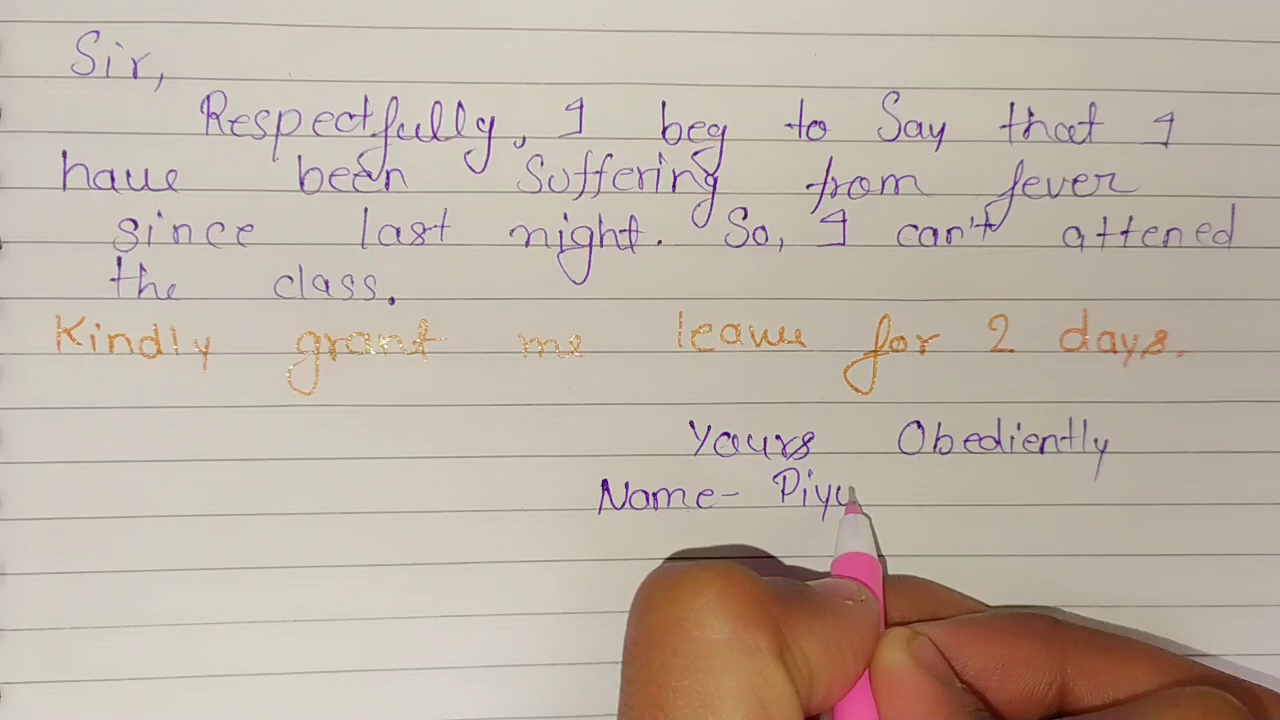 Sir,
Respectfully, I beg to Say that I
have been suffering from fever
since last night. So, I can't attened
the class.
Kindly grant me leave for 2 days.
Yours Obediently
Name- Piyu